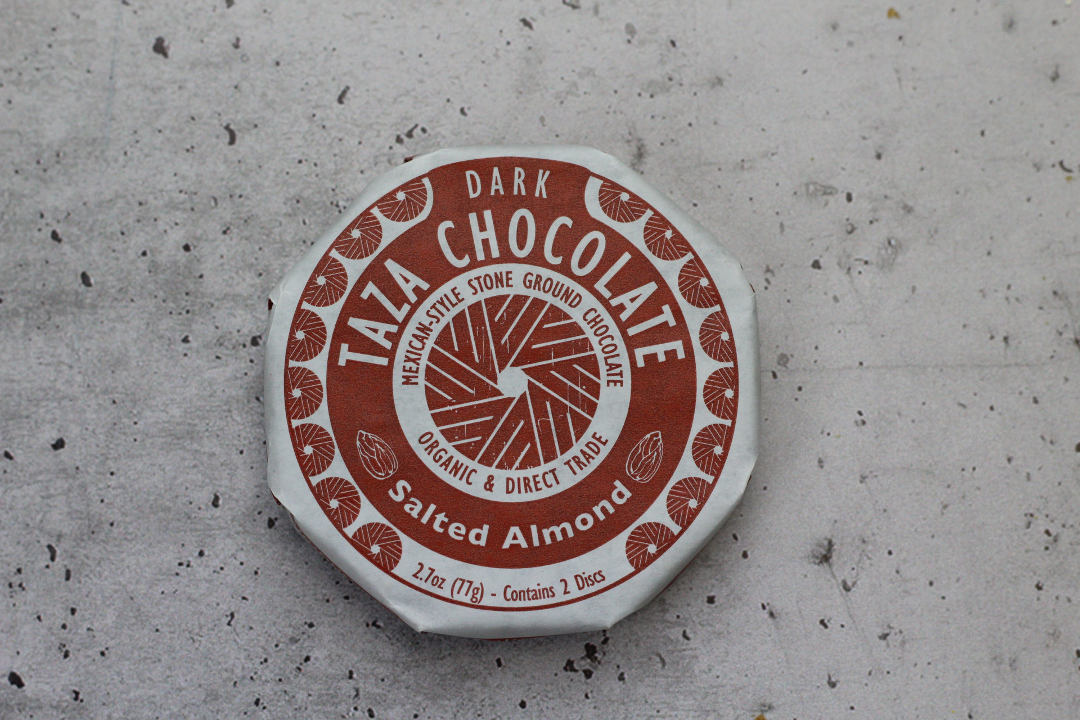 DARK
TAZA CHOCOLATE
MEXICAN-STYLE STONE GROUND CHOCOLATE
ORGANIC & DIRECT TRADE
Salted Almond
2.7oz (77g) - Contains 2 Discs